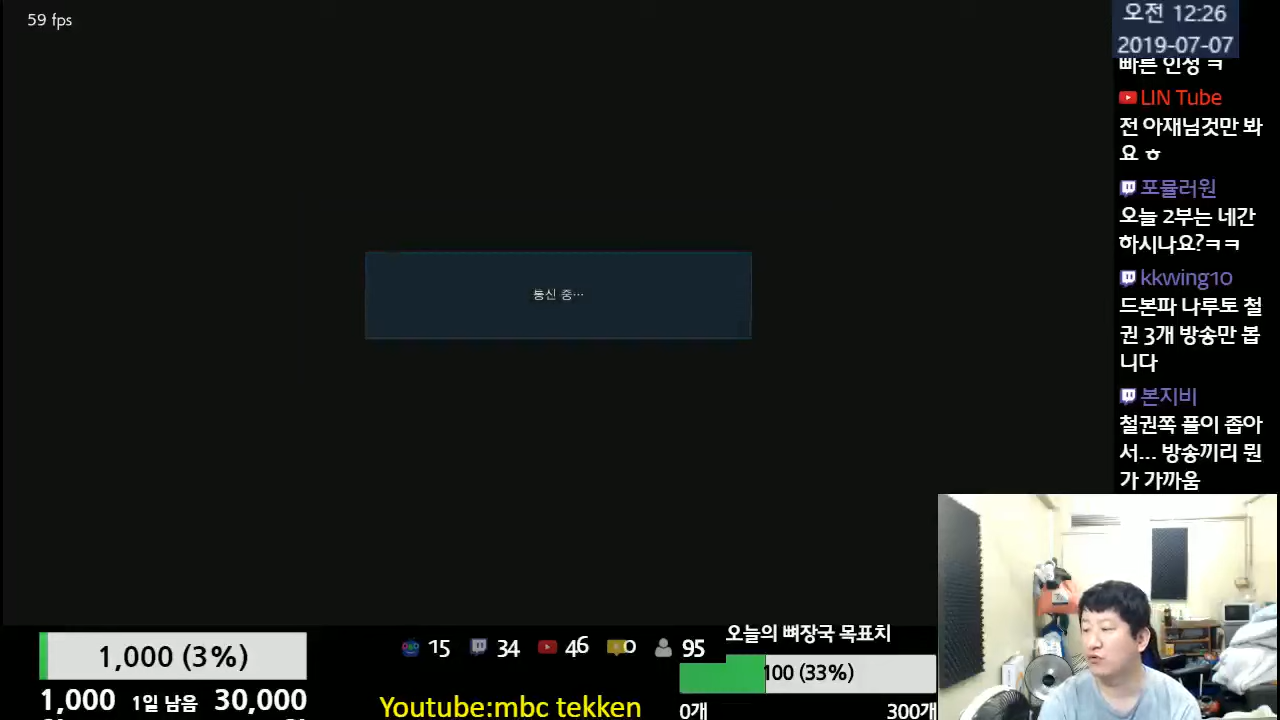 59 fps
오전 12:26
2019-07-07
빠른 인정 ㅋ
LIN Tube
전 아재님것만 봐
요 ㅎ
포뮬러원
오늘 2부는 네간
하시나요?ㅋㅋ
kkwing10
드본파 나루토 철
권 3개 방송만 봅
니다
본지비
철권쪽 풀이 좁아
서... 방송끼리 뭔
가 가까움
통신 중...
1,000 (3%)
1,000 1일 남음 30,000
15 34 46 0 95
Youtube:mbc tekken
오늘의 뼈장국 목표치
100 (33%)
0개 300개